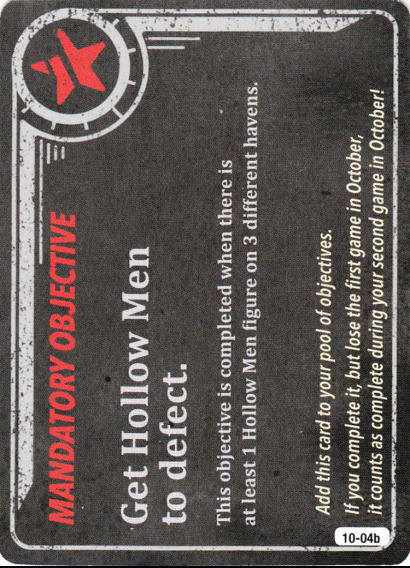 MANDATORY OBJECTIVE
Get Hollow Men
to defect.
This objective is completed when there is
at least 1 Hollow Men figure on 3 different havens.
Add this card to your pool of objectives.
If you complete it, but lose the first game in October,
it counts as complete during your second game in October!
10-04b